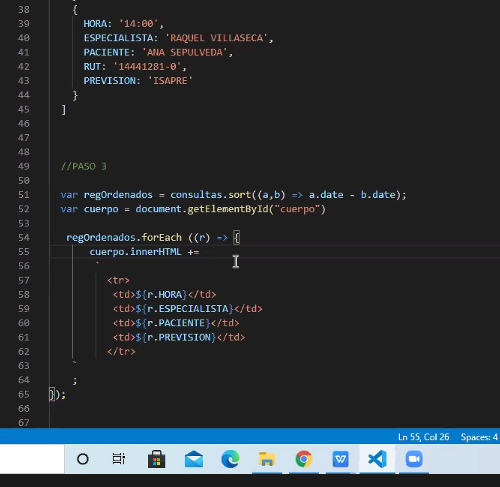 38 {
39 HORA: '14:00',
40 ESPECIALISTA: 'RAQUEL VILLASECA',
41 PACIENTE: 'ANA SEPULVEDA',
42 RUT: '14441281-0',
43 PREVISION: 'ISAPRE'
44 }
45 ]
46
47
48
49 //PASO 3
50
51 var regOrdenados = consultas.sort((a,b) => a.date - b.date);
52 var cuerpo = document.getElementById("cuerpo")
53
54 regOrdenados.forEach ((r) => {
55 cuerpo.innerHTML +=
56 `
57 <tr>
58 <td>${r.HORA}</td>
59 <td>${r.ESPECIALISTA}</td>
60 <td>${r.PACIENTE}</td>
61 <td>${r.PREVISION}</td>
62 </tr>
63 `
64 ;
65 });
66
67
Ln 55, Col 26 Spaces: 4